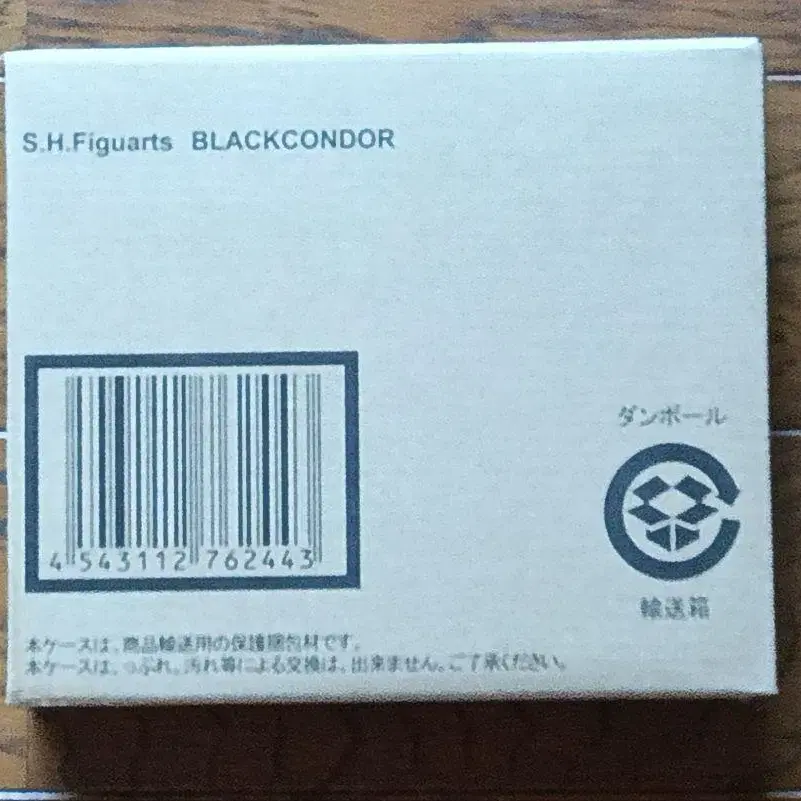 S.H.Figuarts BLACKCONDOR
4543112762443
ダンボール
輸送箱
本ケースは、商品輸送用の保護梱包材です。
本ケースは、つぶれ、汚れ等による交換は、出来ません。ご了承ください。